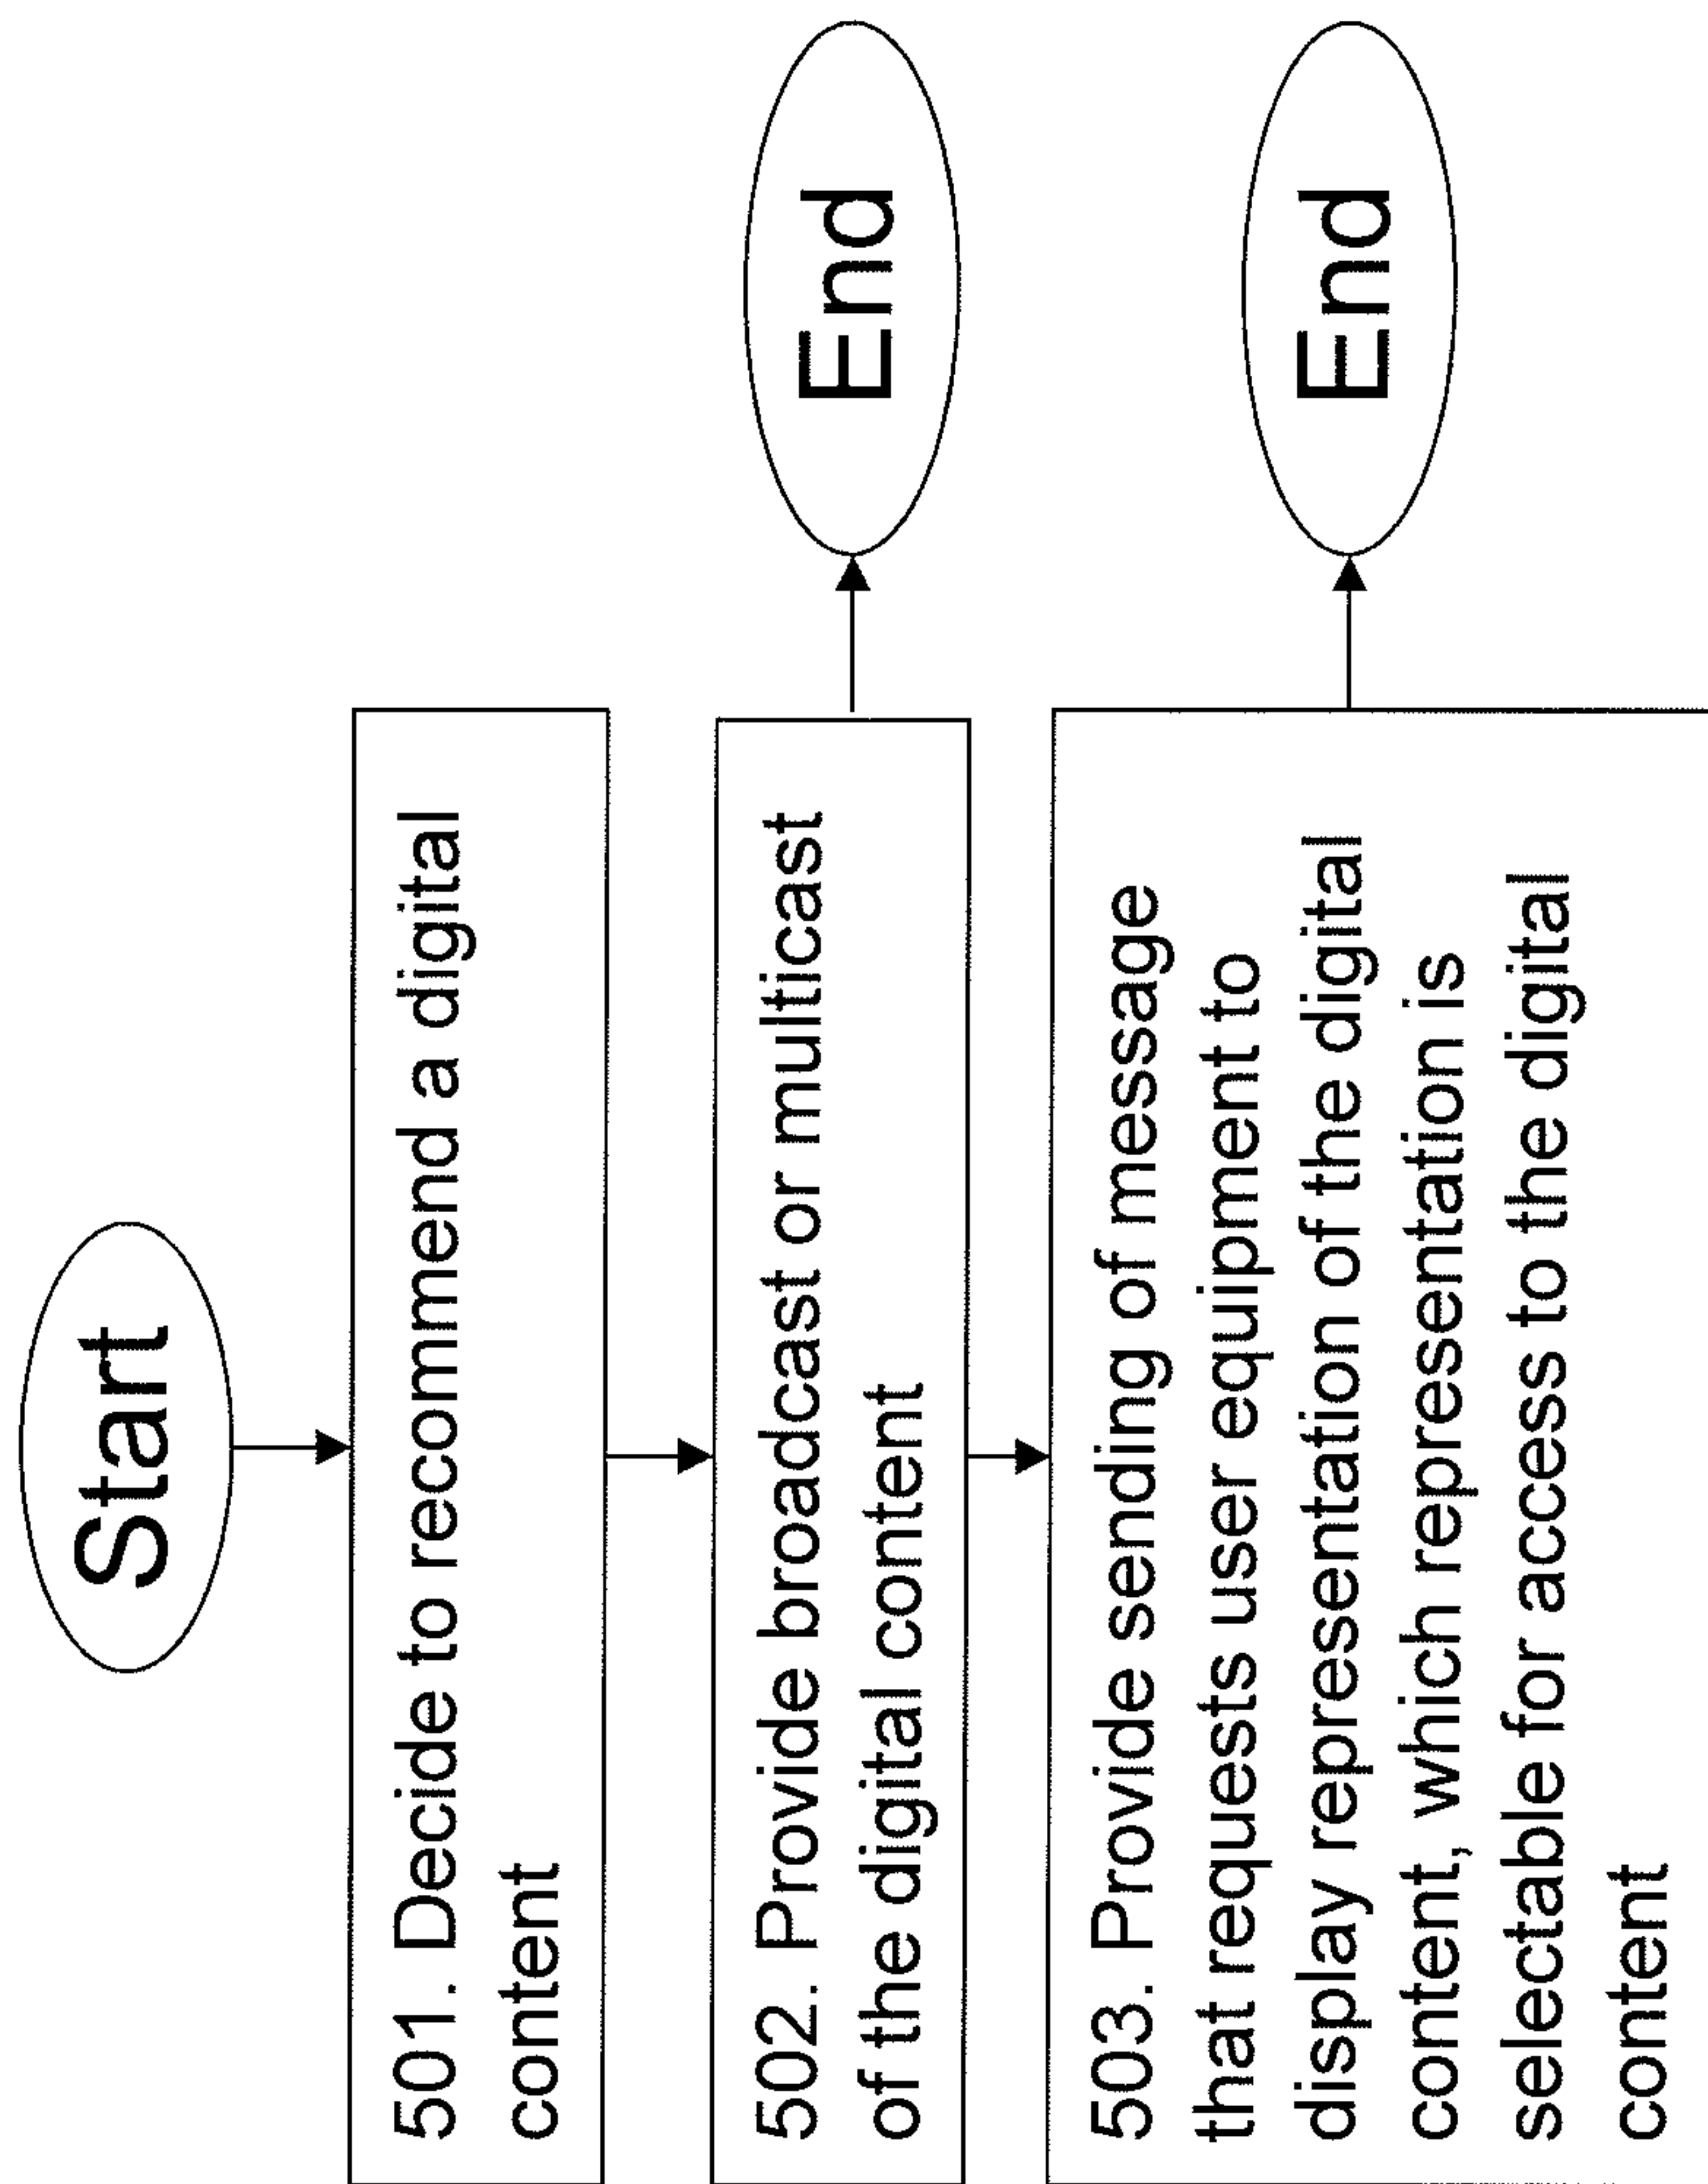 Start
501. Decide to recommend a digital
content
502. Provide broadcast or multicast
of the digital content
End
503. Provide sending of message
that requests user equipment to
display representation of the digital
content, which representation is
selectable for access to the digital
content
End